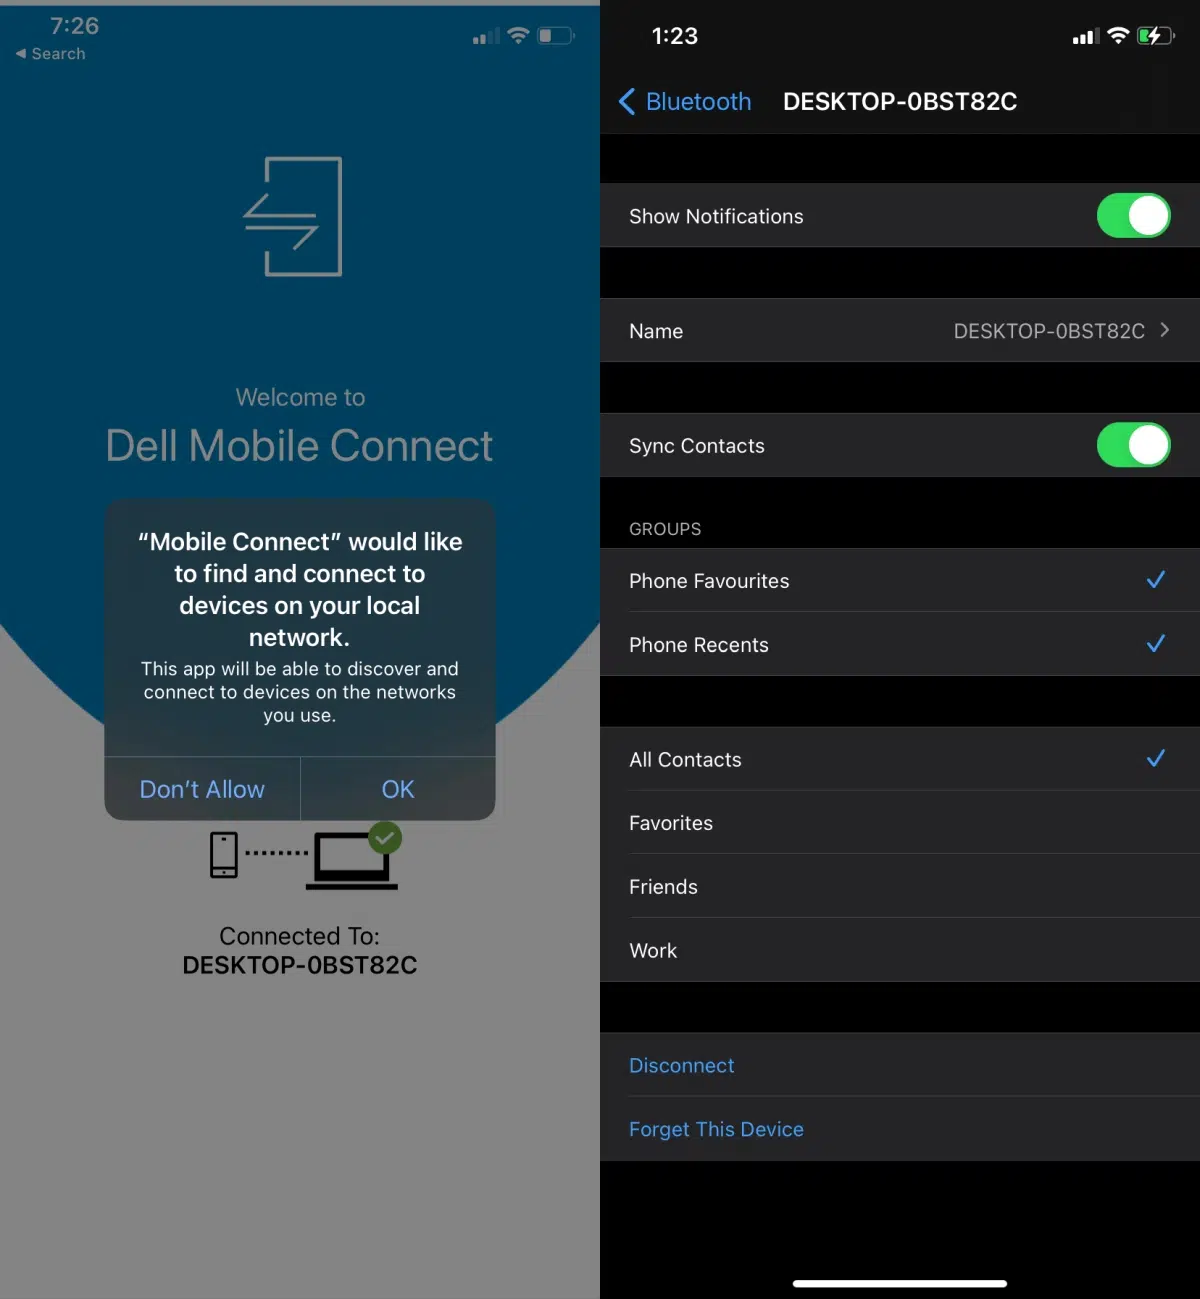 7:26
◀ Search
Welcome to
Dell Mobile Connect
“Mobile Connect” would like
to find and connect to
devices on your local
network.
This app will be able to discover and
connect to devices on the networks
you use.
Don’t Allow
OK
Connected To:
DESKTOP-0BST82C
1:23
Bluetooth
DESKTOP-0BST82C
Show Notifications
Name
DESKTOP-0BST82C
Sync Contacts
GROUPS
Phone Favourites
Phone Recents
All Contacts
Favorites
Friends
Work
Disconnect
Forget This Device